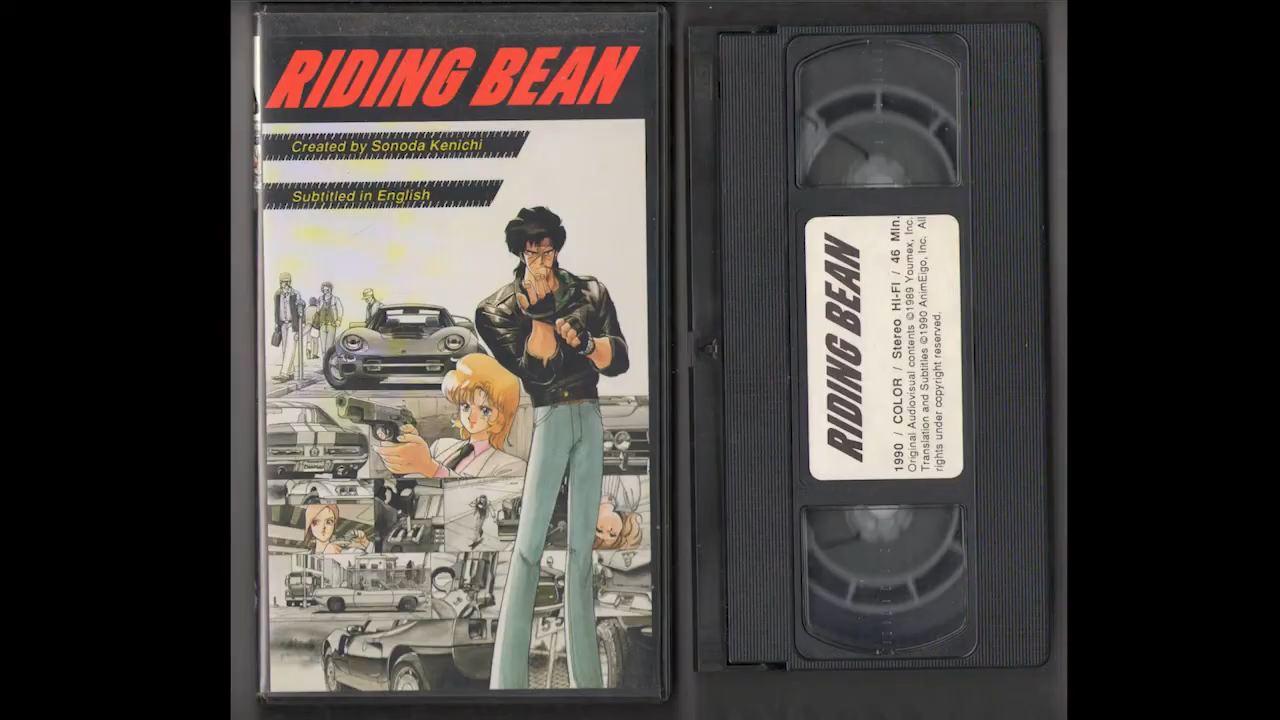 RIDING BEAN
Created by Sonoda Kenichi
Subtitled in English
RIDING BEAN
1990 / COLOR / Stereo HI-FI / 46 Min.
Original Audiovisual contents ©1989 Youmex, Inc.
Translation and Subtitles ©1990 AnimEigo, Inc. All
rights under copyright reserved.